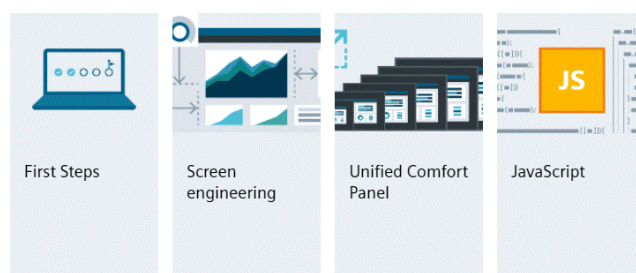 JS
First Steps
Screen
engineering
Unified Comfort
Panel
JavaScript